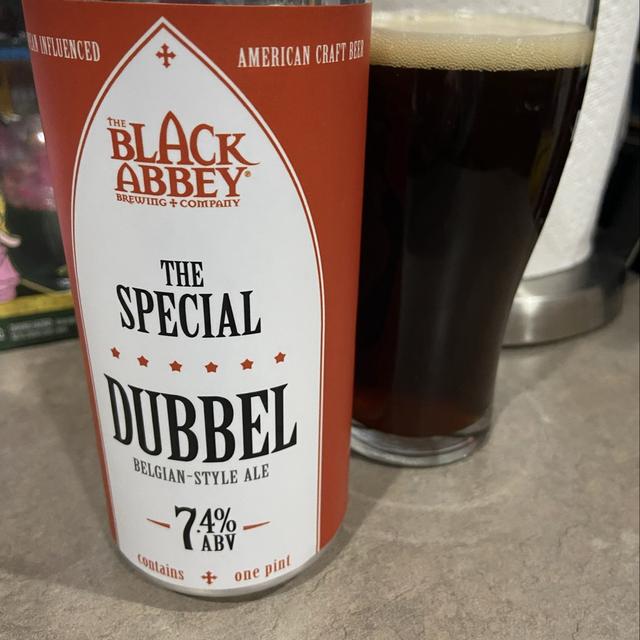 AN INFLUENCED
AMERICAN CRAFT BEER
THE
BLACK
ABBEY®
BREWING + COMPANY
THE
SPECIAL
DUBBEL
BELGIAN-STYLE ALE
7.4%
ABV
contains + one pint